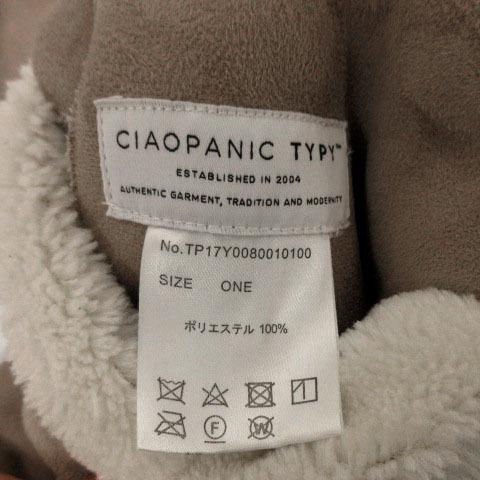 CIAOPANIC TYPY™
ESTABLISHED IN 2004
AUTHENTIC GARMENT, TRADITION AND MODERNITY
No.TP17Y0080010100
SIZE ONE
ポリエステル 100%
F W